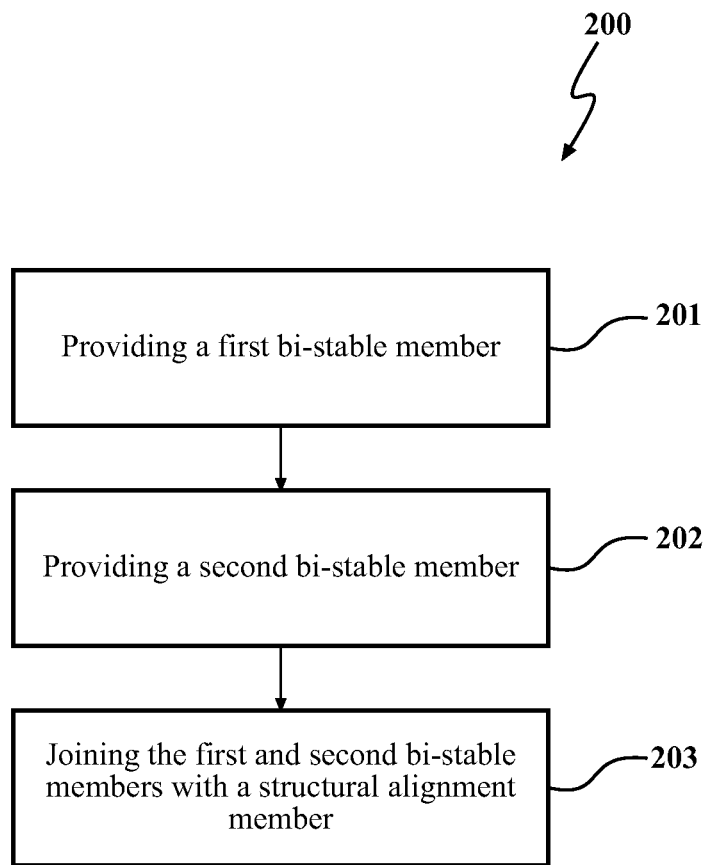 200
Providing a first bi-stable member
201
Providing a second bi-stable member
202
Joining the first and second bi-stable
members with a structural alignment
member
203